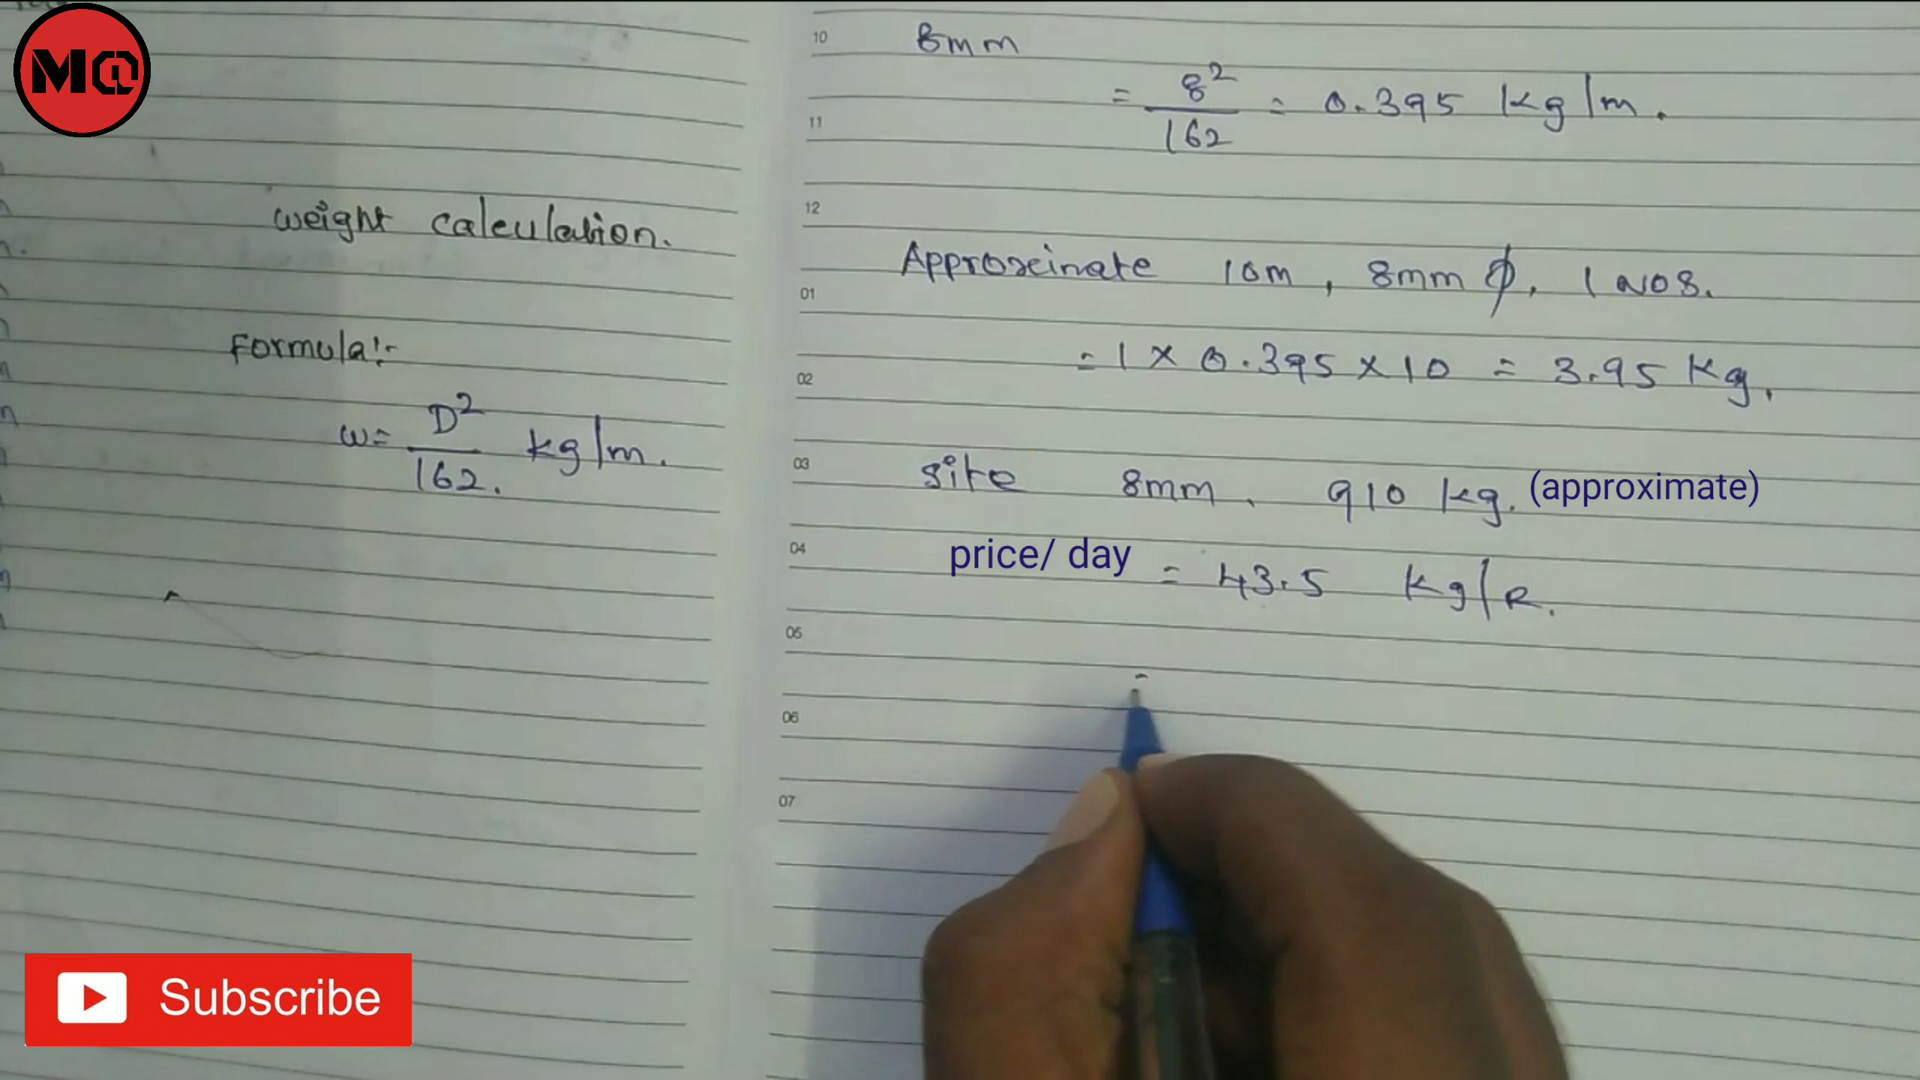 M@
weight calculation.
Formula:-
w = D²/162. kg/m.
Subscribe
10
8mm
= 8²/162 = 0.395 kg/m.
11
12
Approxeinate 10m, 8mm ϕ, 1 NOS.
01
= 1 × 0.395 × 10 = 3.95 kg.
02
03
site 8mm. 910 kg. (approximate)
04
price/ day = 43.5 kg/R.
05
06
07